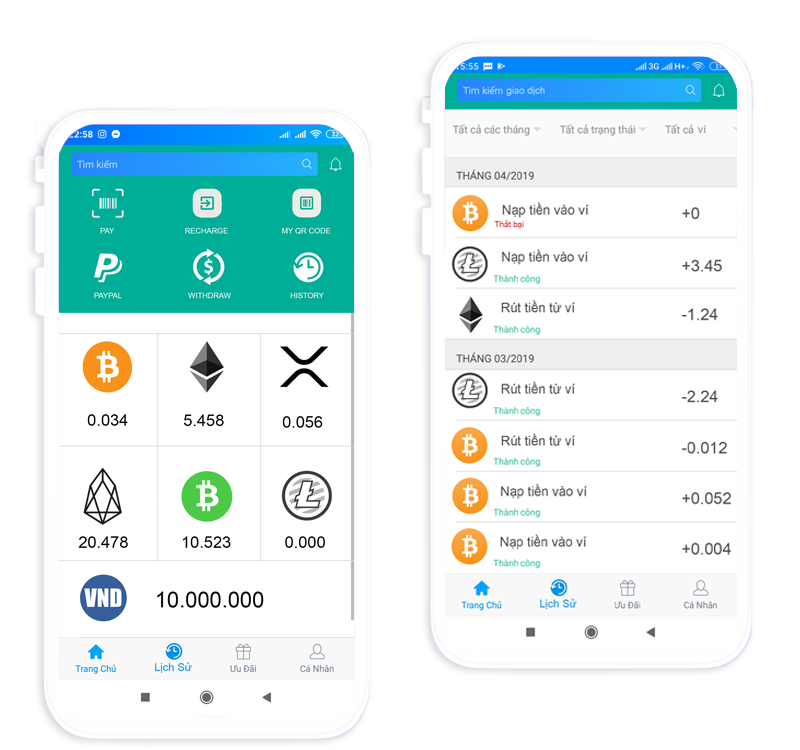 22:58
Tìm kiếm
PAY
RECHARGE
MY QR CODE
PAYPAL
WITHDRAW
HISTORY
0.034
5.458
0.056
20.478
10.523
0.000
VND
10.000.000
Trang Chủ
Lịch Sử
Ưu Đãi
Cá Nhân
15:55
3G
H+
Tìm kiếm giao dịch
Tất cả các tháng
Tất cả trạng thái
Tất cả ví
THÁNG 04/2019
Nạp tiền vào ví
+0
Thất bại
Nạp tiền vào ví
+3.45
Thành công
Rút tiền từ ví
-1.24
Thành công
THÁNG 03/2019
Rút tiền từ ví
-2.24
Thành công
Rút tiền từ ví
-0.012
Thành công
Nạp tiền vào ví
+0.052
Thành công
Nạp tiền vào ví
+0.004
Thành công
Trang Chủ
Lịch Sử
Ưu Đãi
Cá Nhân